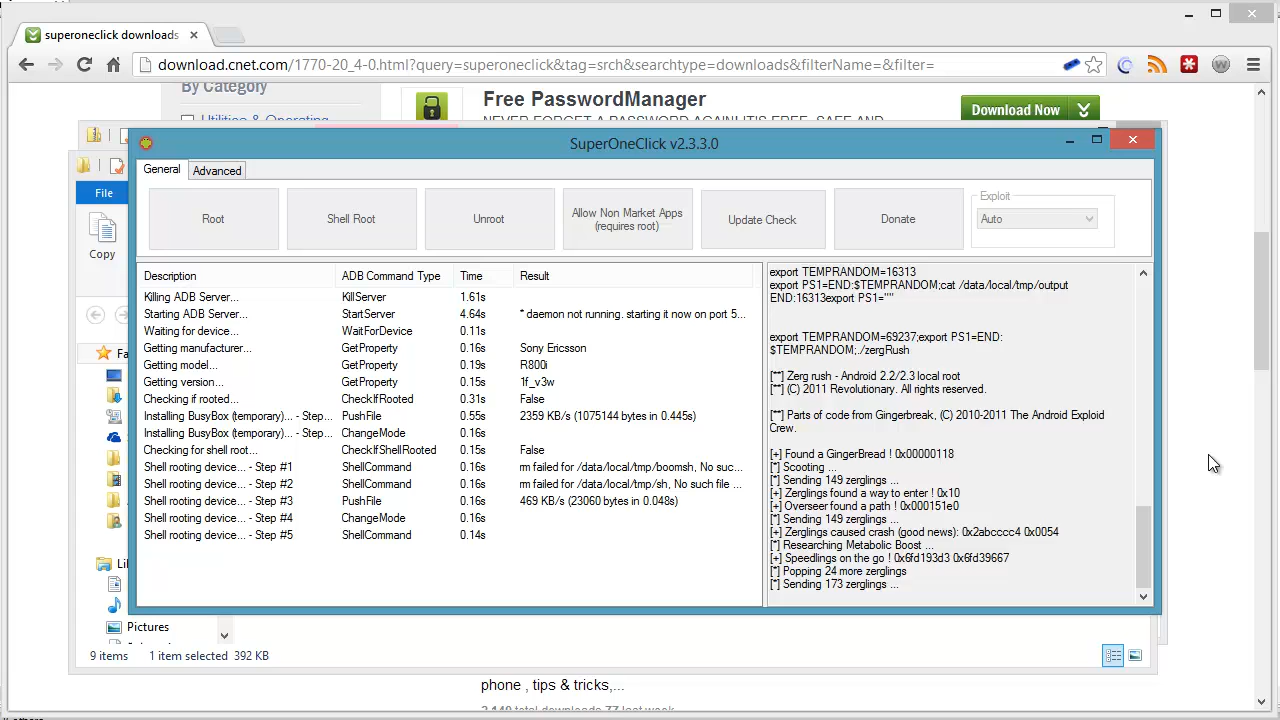 superoneclick downloads
download.cnet.com/1770-20_4-0.html?query=superoneclick&tag=srch&searchtype=downloads&filterName=&filter=
By Category
Free PasswordManager
Download Now
SuperOneClick v2.3.3.0
General
Advanced
File
Copy
Root
Shell Root
Unroot
Allow Non Market Apps
(requires root)
Update Check
Donate
Exploit
Auto
Description ADB Command Type Time Result
Killing ADB Server... KillServer 1.61s
Starting ADB Server... StartServer 4.64s * daemon not running. starting it now on port 5...
Waiting for device... WaitForDevice 0.11s
Getting manufacturer... GetProperty 0.16s Sony Ericsson
Getting model... GetProperty 0.19s R800i
Getting version... GetProperty 0.15s 1f_v3w
Checking if rooted... CheckIfRooted 0.31s False
Installing BusyBox (temporary)... - Step... PushFile 0.55s 2359 KB/s (1075144 bytes in 0.445s)
Installing BusyBox (temporary)... - Step... ChangeMode 0.16s
Checking for shell root... CheckIfShellRooted 0.15s False
Shell rooting device... - Step #1 ShellCommand 0.16s rm failed for /data/local/tmp/boomsh, No suc...
Shell rooting device... - Step #2 ShellCommand 0.16s rm failed for /data/local/tmp/sh, No such file ...
Shell rooting device... - Step #3 PushFile 0.16s 469 KB/s (23060 bytes in 0.048s)
Shell rooting device... - Step #4 ChangeMode 0.16s
Shell rooting device... - Step #5 ShellCommand 0.14s
export TEMPRANDOM=16313
export PS1=END:$TEMPRANDOM;cat /data/local/tmp/output
END:16313export PS1=""
export TEMPRANDOM=69237;export PS1=END:
$TEMPRANDOM;./zergRush
[**] Zerg rush - Android 2.2/2.3 local root
[**] (C) 2011 Revolutionary. All rights reserved.
[**] Parts of code from Gingerbreak, (C) 2010-2011 The Android Exploid
Crew.
[+] Found a GingerBread ! 0x00000118
[*] Scooting ...
[*] Sending 149 zerglings ...
[+] Zerglings found a way to enter ! 0x10
[+] Overseer found a path ! 0x000151e0
[*] Sending 149 zerglings ...
[+] Zerglings caused crash (good news): 0x2abcccc4 0x0054
[*] Researching Metabolic Boost ...
[+] Speedlings on the go ! 0x6fd193d3 0x6fd39667
[*] Popping 24 more zerglings
[*] Sending 173 zerglings ...
Fa
Li
Pictures
9 items 1 item selected 392 KB
phone , tips & tricks,...